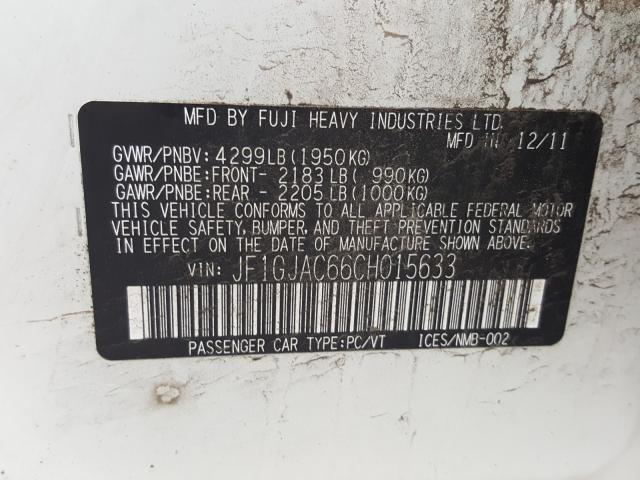 MFD BY FUJI HEAVY INDUSTRIES LTD.
MFD IN 12/11
GVWR/PNBV: 4299LB(1950KG)
GAWR/PNBE:FRONT- 2183LB( 990KG)
GAWR/PNBE:REAR - 2205LB(1000KG)
THIS VEHICLE CONFORMS TO ALL APPLICABLE FEDERAL MOTOR
VEHICLE SAFETY, BUMPER, AND THEFT PREVENTION STANDARDS
IN EFFECT ON THE DATE OF MANUFACTURE SHOWN ABOVE.
VIN: JF1GJAC66CH015633
PASSENGER CAR TYPE:PC/VT ICES/NMB-002